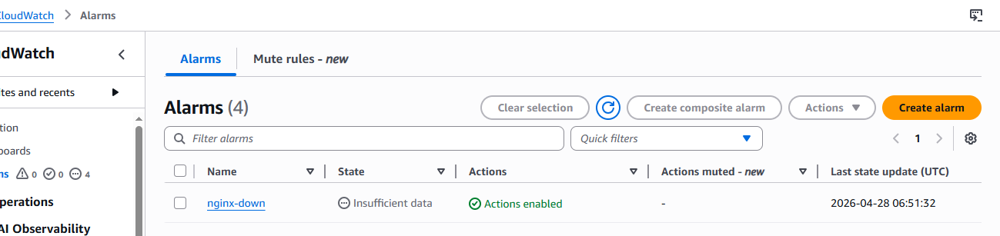 CloudWatch > Alarms
dWatch
tes and recents
Alarms
Mute rules - new
Alarms (4)
Clear selection
Create composite alarm
Actions
Create alarm
Filter alarms
Quick filters
1
tion
boards
ms 0 0 4
perations
AI Observability
Name
State
Actions
Actions muted - new
Last state update (UTC)
nginx-down
Insufficient data
Actions enabled
-
2026-04-28 06:51:32